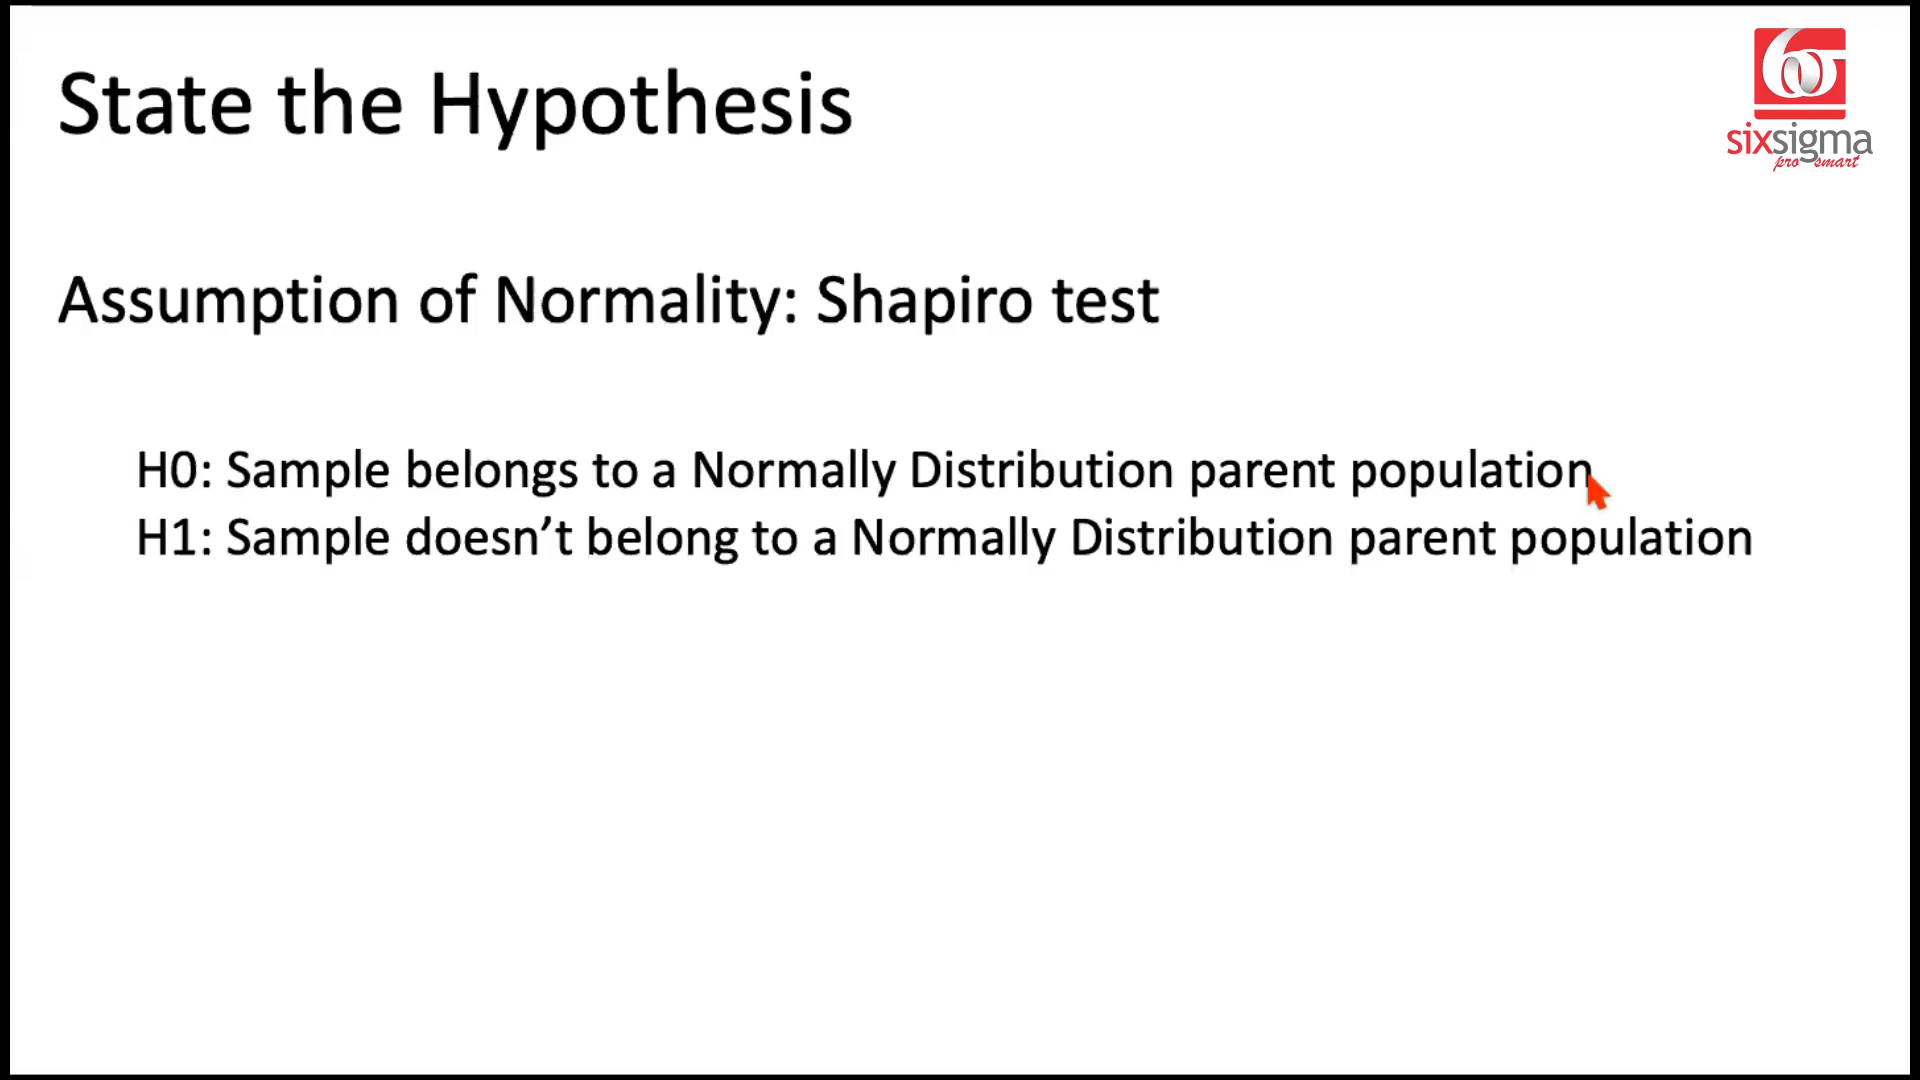 State the Hypothesis
sixsigma
pro smart
Assumption of Normality: Shapiro test
H0: Sample belongs to a Normally Distribution parent population
H1: Sample doesn’t belong to a Normally Distribution parent population